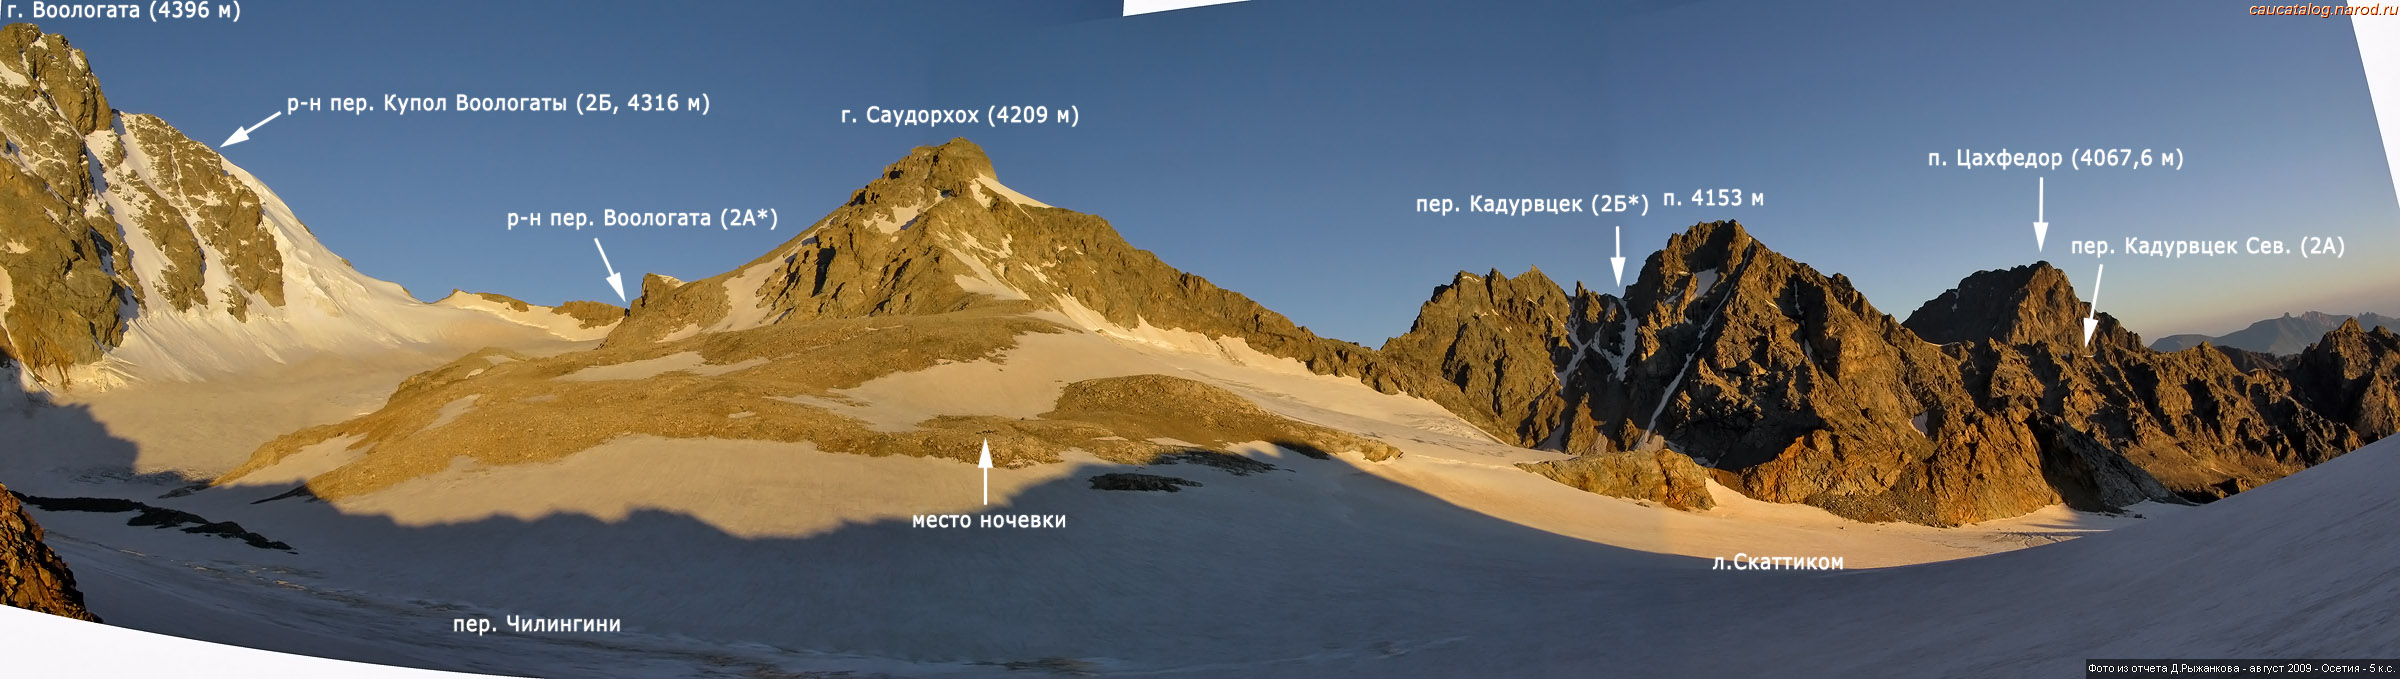 г. Воологата (4396 м)
caucatalog.narod.ru
р-н пер. Купол Воологаты (2Б, 4316 м)
г. Саудорхох (4209 м)
п. Цахфедор (4067,6 м)
пер. Кадурвцек (2Б*)
п. 4153 м
р-н пер. Воологата (2А*)
пер. Кадурвцек Сев. (2А)
место ночевки
л.Скаттиком
пер. Чилингини
Фото из отчета Д.Рыжанкова - август 2009 - Осетия - 5 к.с.